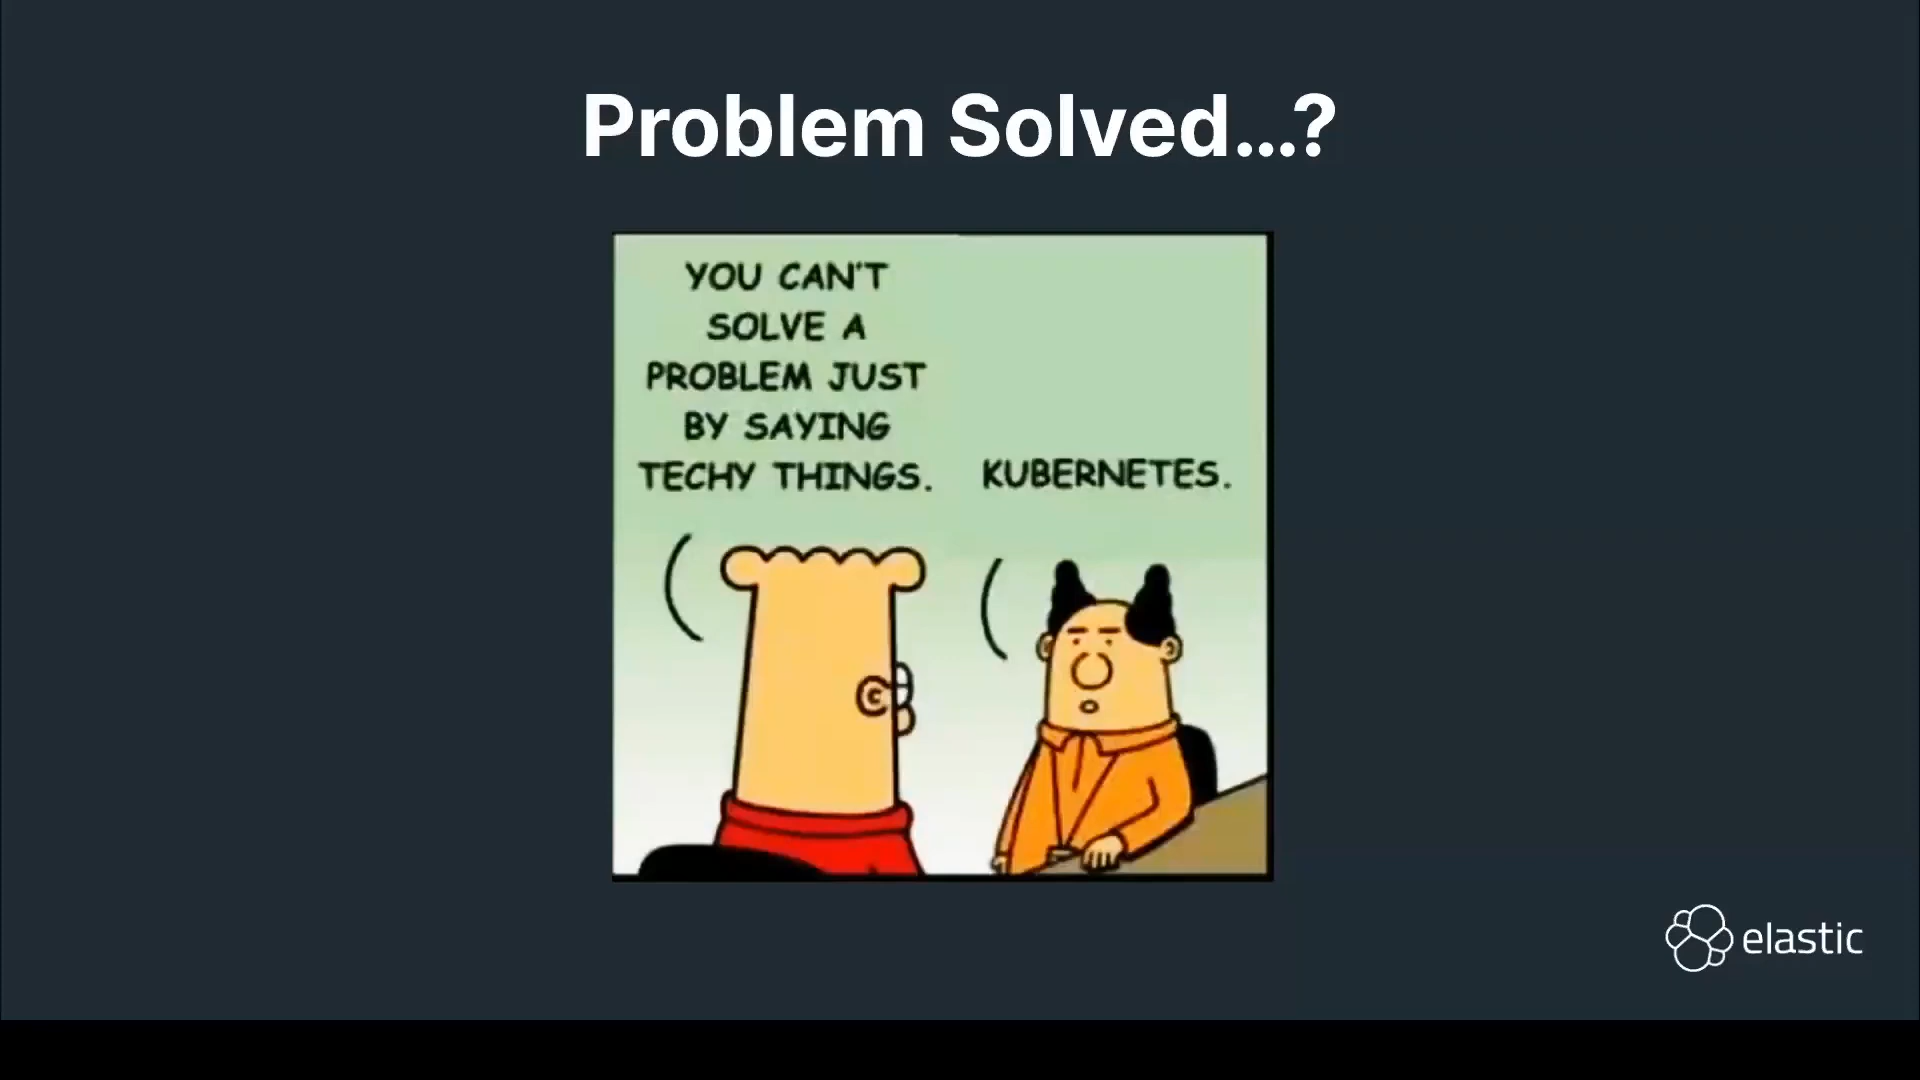 Problem Solved...?
YOU CAN'T
SOLVE A
PROBLEM JUST
BY SAYING
TECHY THINGS.
KUBERNETES.
elastic